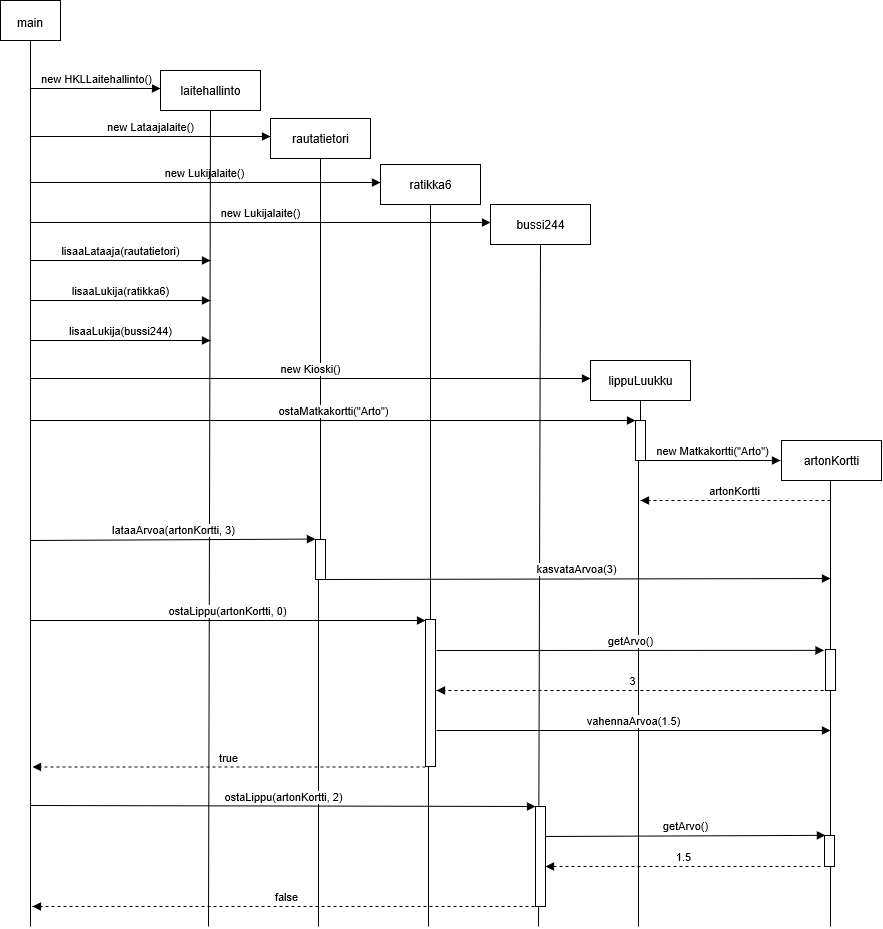 main
new HKLLaitehallinto()
laitehallinto
new Lataajalaite()
rautatietori
new Lukijalaite()
ratikka6
new Lukijalaite()
bussi244
lisaaLataaja(rautatietori)
lisaaLukija(ratikka6)
lisaaLukija(bussi244)
new Kioski()
lippuLuukku
ostaMatkakortti("Arto")
new Matkakortti("Arto")
artonKortti
artonKortti
lataaArvoa(artonKortti, 3)
kasvataArvoa(3)
ostaLippu(artonKortti, 0)
getArvo()
3
vahennaArvoa(1.5)
true
ostaLippu(artonKortti, 2)
getArvo()
1.5
false